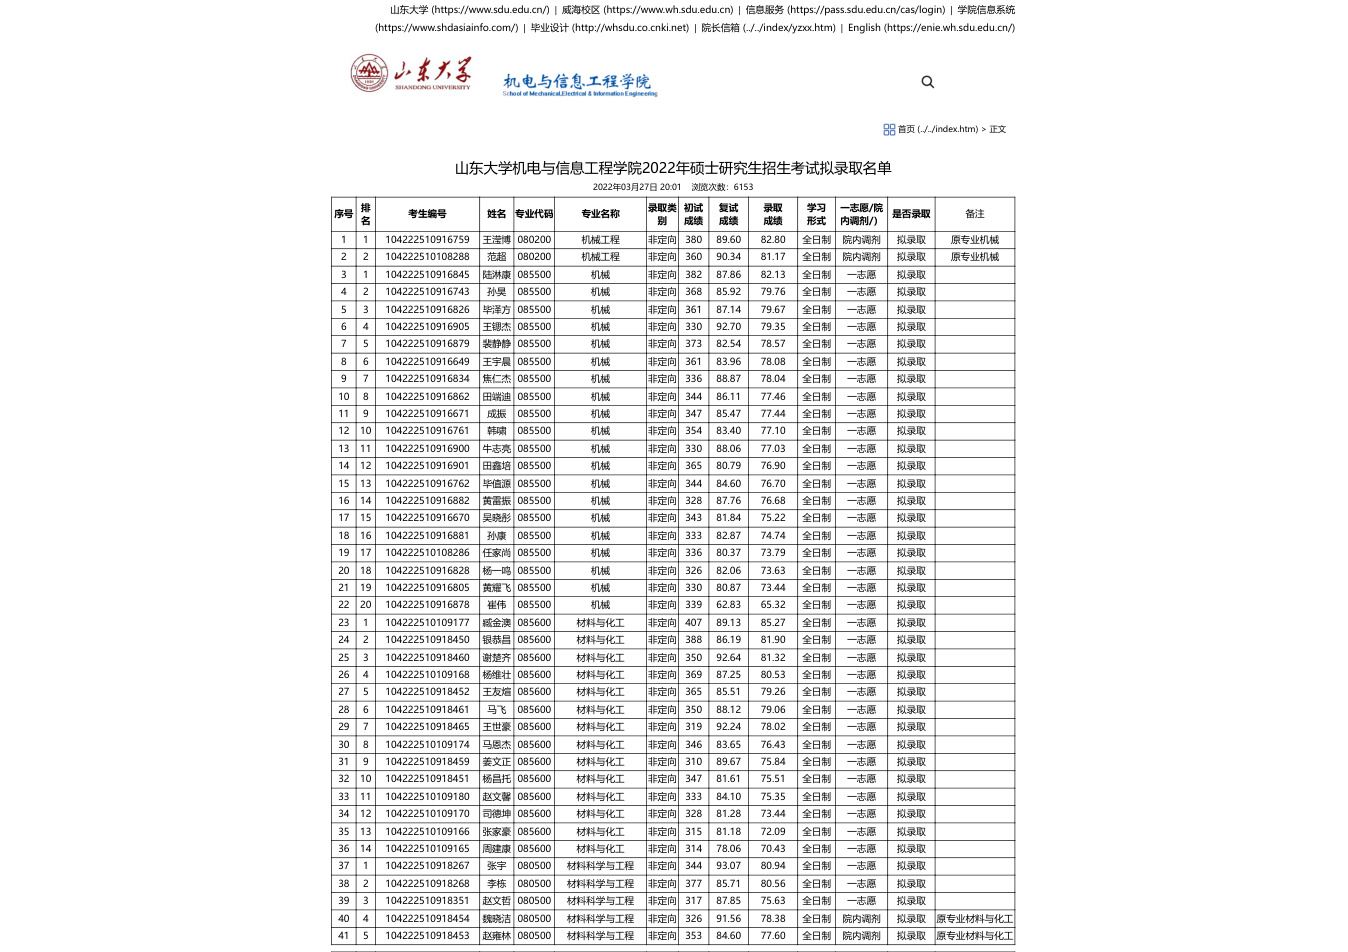 山东大学 (https://www.sdu.edu.cn/) | 威海校区 (https://www.wh.sdu.edu.cn) | 信息服务 (https://pass.sdu.edu.cn/cas/login) | 学院信息系统
(https://www.shdasiainfo.com/) | 毕业设计 (http://whsdu.co.cnki.net) | 院长信箱 (../../index/yzxx.htm) | English (https://enie.wh.sdu.edu.cn/)
山东大学 机电与信息工程学院
SHANDONG UNIVERSITY School of Mechanical,Electrical & Information Engineering
首页 (../../index.htm) > 正文
山东大学机电与信息工程学院2022年硕士研究生招生考试拟录取名单
2022年03月27日 20:01 浏览次数：6153
序号 排名 考生编号 姓名 专业代码 专业名称 录取类别 初试成绩 复试成绩 录取成绩 学习形式 一志愿/院内调剂/） 是否录取 备注
1 1 104222510916759 王滢博 080200 机械工程 非定向 380 89.60 82.80 全日制 院内调剂 拟录取 原专业机械
2 2 104222510108288 范超 080200 机械工程 非定向 360 90.34 81.17 全日制 院内调剂 拟录取 原专业机械
3 1 104222510916845 陆淋康 085500 机械 非定向 382 87.86 82.13 全日制 一志愿 拟录取
4 2 104222510916743 孙昊 085500 机械 非定向 368 85.92 79.76 全日制 一志愿 拟录取
5 3 104222510916826 毕泽方 085500 机械 非定向 361 87.14 79.67 全日制 一志愿 拟录取
6 4 104222510916905 王锶杰 085500 机械 非定向 330 92.70 79.35 全日制 一志愿 拟录取
7 5 104222510916879 裴静静 085500 机械 非定向 373 82.54 78.57 全日制 一志愿 拟录取
8 6 104222510916649 王宇晨 085500 机械 非定向 361 83.96 78.08 全日制 一志愿 拟录取
9 7 104222510916834 焦仁杰 085500 机械 非定向 336 88.87 78.04 全日制 一志愿 拟录取
10 8 104222510916862 田端迪 085500 机械 非定向 344 86.11 77.46 全日制 一志愿 拟录取
11 9 104222510916671 成振 085500 机械 非定向 347 85.47 77.44 全日制 一志愿 拟录取
12 10 104222510916761 韩啸 085500 机械 非定向 354 83.40 77.10 全日制 一志愿 拟录取
13 11 104222510916900 牛志亮 085500 机械 非定向 330 88.06 77.03 全日制 一志愿 拟录取
14 12 104222510916901 田鑫培 085500 机械 非定向 365 80.79 76.90 全日制 一志愿 拟录取
15 13 104222510916762 毕值源 085500 机械 非定向 344 84.60 76.70 全日制 一志愿 拟录取
16 14 104222510916882 黄雷振 085500 机械 非定向 328 87.76 76.68 全日制 一志愿 拟录取
17 15 104222510916670 吴晓彤 085500 机械 非定向 343 81.84 75.22 全日制 一志愿 拟录取
18 16 104222510916881 孙康 085500 机械 非定向 333 82.87 74.74 全日制 一志愿 拟录取
19 17 104222510108286 任家尚 085500 机械 非定向 336 80.37 73.79 全日制 一志愿 拟录取
20 18 104222510916828 杨一鸣 085500 机械 非定向 326 82.06 73.63 全日制 一志愿 拟录取
21 19 104222510916805 黄耀飞 085500 机械 非定向 330 80.87 73.44 全日制 一志愿 拟录取
22 20 104222510916878 崔伟 085500 机械 非定向 339 62.83 65.32 全日制 一志愿 拟录取
23 1 104222510109177 臧金澳 085600 材料与化工 非定向 407 89.13 85.27 全日制 一志愿 拟录取
24 2 104222510918450 银恭昌 085600 材料与化工 非定向 388 86.19 81.90 全日制 一志愿 拟录取
25 3 104222510918460 谢楚齐 085600 材料与化工 非定向 350 92.64 81.32 全日制 一志愿 拟录取
26 4 104222510109168 杨维壮 085600 材料与化工 非定向 369 87.25 80.53 全日制 一志愿 拟录取
27 5 104222510918452 王友煊 085600 材料与化工 非定向 365 85.51 79.26 全日制 一志愿 拟录取
28 6 104222510918461 马飞 085600 材料与化工 非定向 350 88.12 79.06 全日制 一志愿 拟录取
29 7 104222510918465 王世豪 085600 材料与化工 非定向 319 92.24 78.02 全日制 一志愿 拟录取
30 8 104222510109174 马恩杰 085600 材料与化工 非定向 346 83.65 76.43 全日制 一志愿 拟录取
31 9 104222510918459 姜文正 085600 材料与化工 非定向 310 89.67 75.84 全日制 一志愿 拟录取
32 10 104222510918451 杨昌托 085600 材料与化工 非定向 347 81.61 75.51 全日制 一志愿 拟录取
33 11 104222510109180 赵文馨 085600 材料与化工 非定向 333 84.10 75.35 全日制 一志愿 拟录取
34 12 104222510109170 司德坤 085600 材料与化工 非定向 328 81.28 73.44 全日制 一志愿 拟录取
35 13 104222510109166 张家豪 085600 材料与化工 非定向 315 81.18 72.09 全日制 一志愿 拟录取
36 14 104222510109165 周建康 085600 材料与化工 非定向 314 78.06 70.43 全日制 一志愿 拟录取
37 1 104222510918267 张宇 080500 材料科学与工程 非定向 344 93.07 80.94 全日制 一志愿 拟录取
38 2 104222510918268 李栋 080500 材料科学与工程 非定向 377 85.71 80.56 全日制 一志愿 拟录取
39 3 104222510918351 赵文哲 080500 材料科学与工程 非定向 317 87.85 75.63 全日制 一志愿 拟录取
40 4 104222510918454 魏晓洁 080500 材料科学与工程 非定向 326 91.56 78.38 全日制 院内调剂 拟录取 原专业材料与化工
41 5 104222510918453 赵雍林 080500 材料科学与工程 非定向 353 84.60 77.60 全日制 院内调剂 拟录取 原专业材料与化工